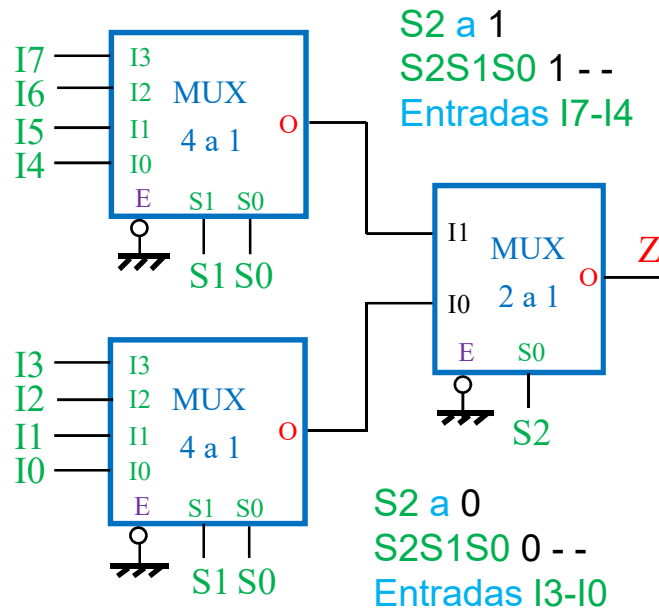 I7
I6
I5
I4
I3
I2
I1
I0
MUX
4 a 1
O
E
S1
S0
S1
S0
S2 a 1
S2S1S0 1 - -
Entradas I7-I4
I1
I0
MUX
2 a 1
O
Z
E
S0
S2
I3
I2
I1
I0
I3
I2
I1
I0
MUX
4 a 1
O
E
S1
S0
S1
S0
S2 a 0
S2S1S0 0 - -
Entradas I3-I0